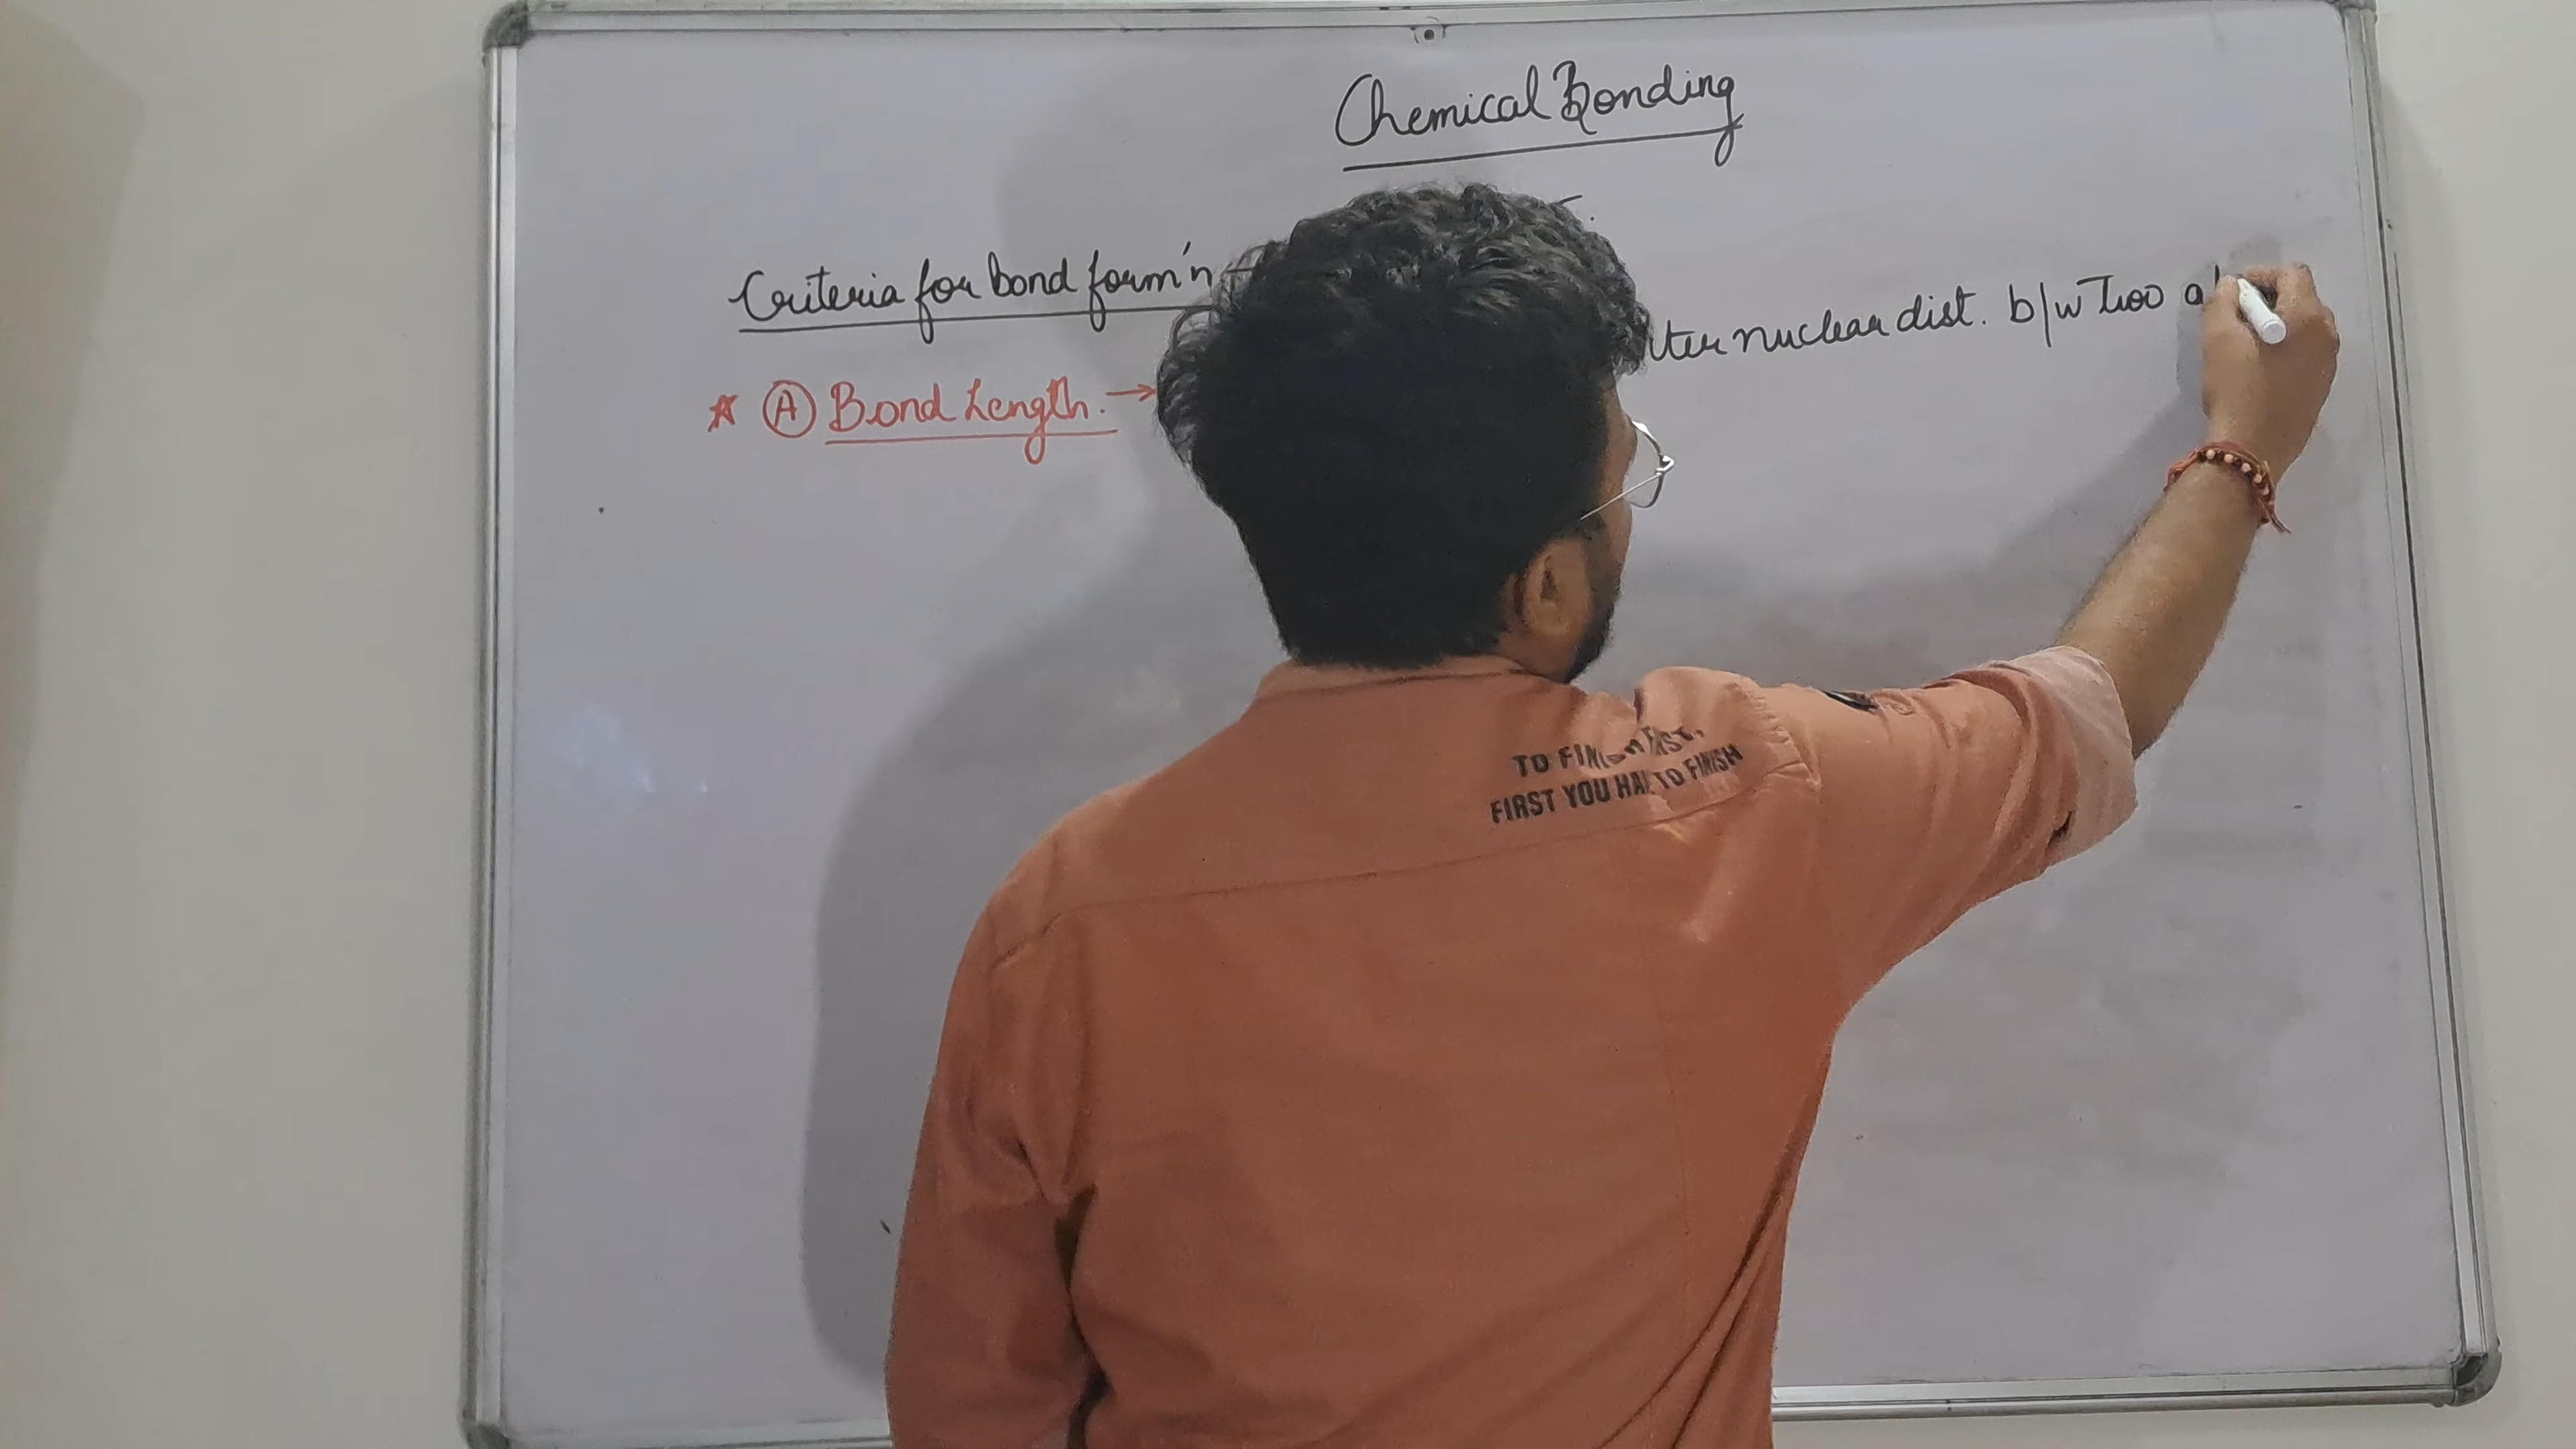 Chemical Bonding
Criteria for bond form'n
nuclear dist. b/w Two
* Ⓐ Bond Length. →
TO FINISH FIRST,
FIRST YOU HAVE TO FINISH